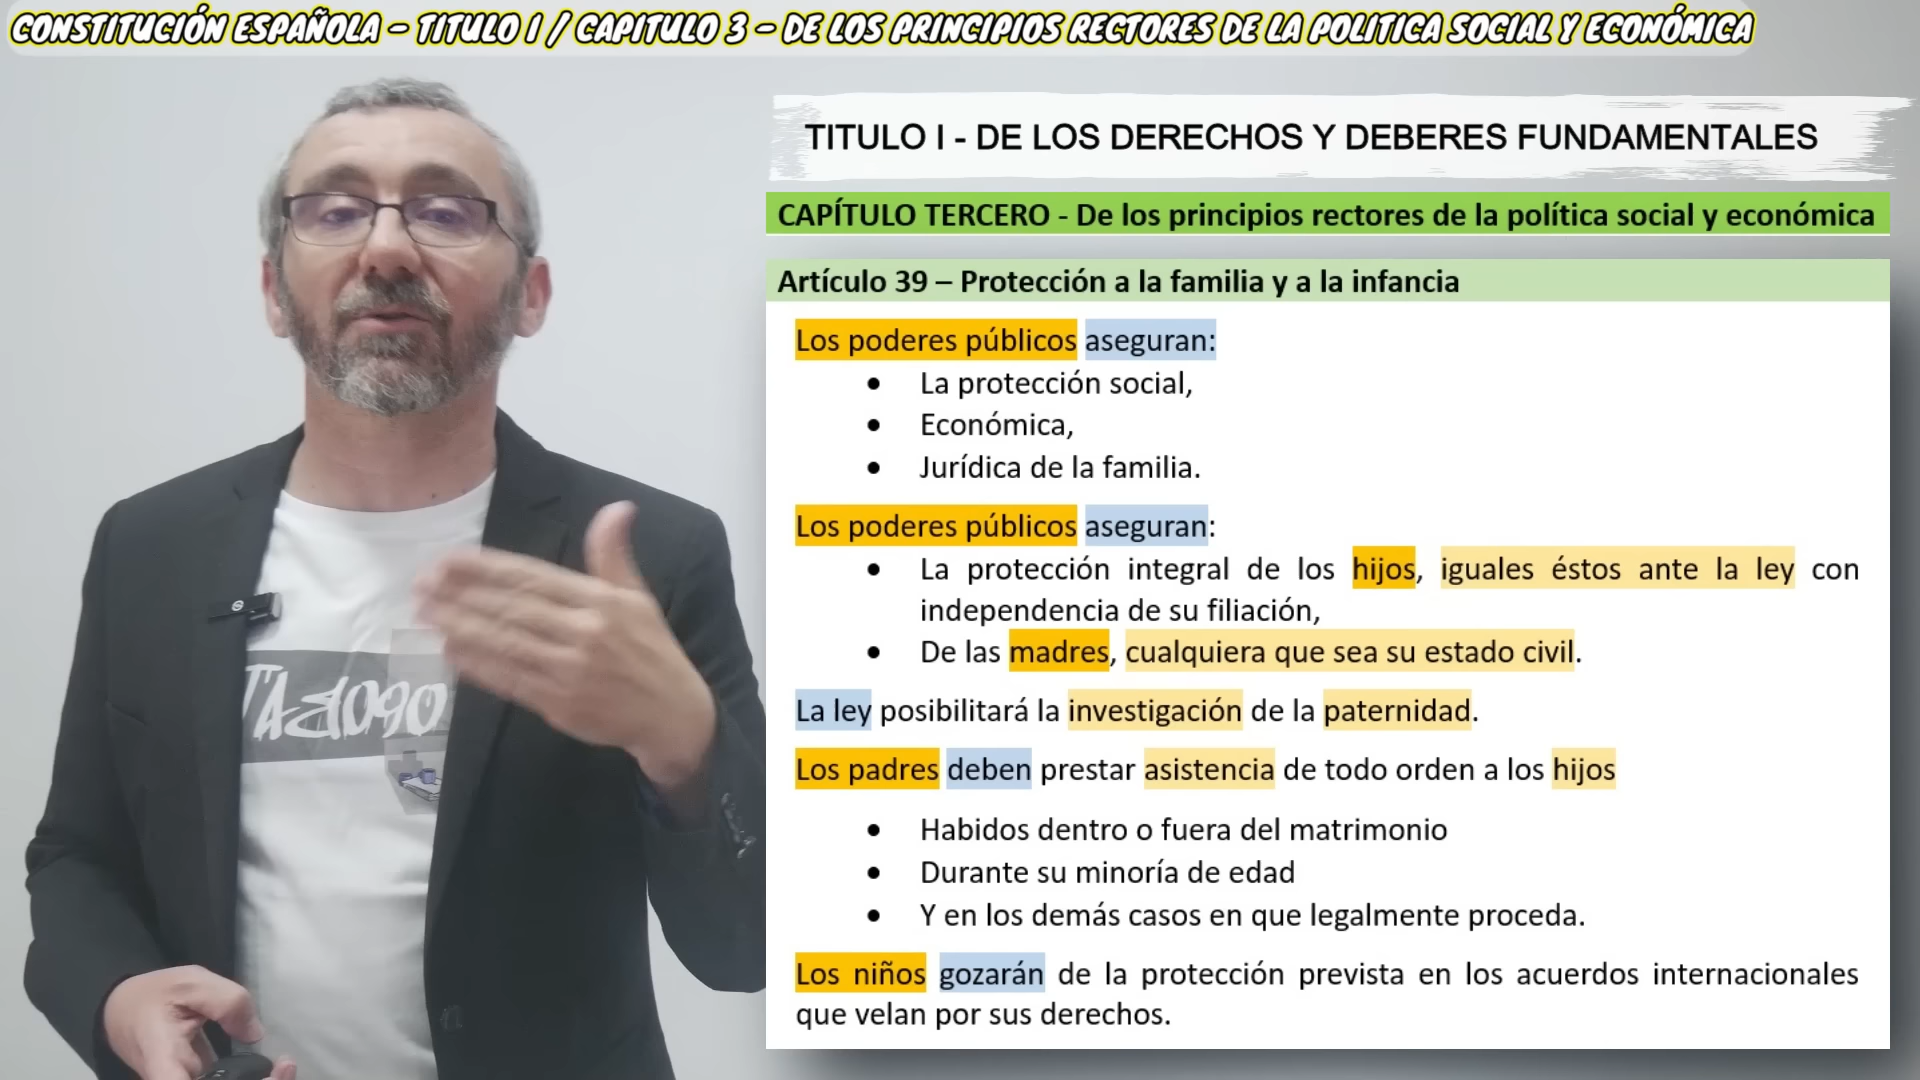 CONSTITUCIÓN ESPAÑOLA - TITULO I / CAPITULO 3 - DE LOS PRINCIPIOS RECTORES DE LA POLITICA SOCIAL Y ECONÓMICA
TITULO I - DE LOS DERECHOS Y DEBERES FUNDAMENTALES
CAPÍTULO TERCERO - De los principios rectores de la política social y económica
Artículo 39 – Protección a la familia y a la infancia
Los poderes públicos aseguran:
• La protección social,
• Económica,
• Jurídica de la familia.
Los poderes públicos aseguran:
• La protección integral de los hijos, iguales éstos ante la ley con
independencia de su filiación,
• De las madres, cualquiera que sea su estado civil.
La ley posibilitará la investigación de la paternidad.
Los padres deben prestar asistencia de todo orden a los hijos
• Habidos dentro o fuera del matrimonio
• Durante su minoría de edad
• Y en los demás casos en que legalmente proceda.
Los niños gozarán de la protección prevista en los acuerdos internacionales
que velan por sus derechos.